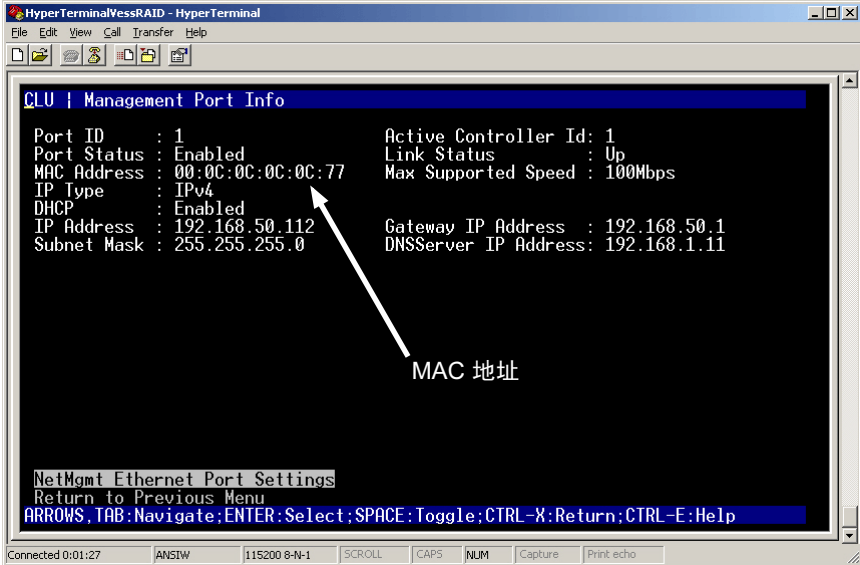 HyperTerminalVessRAID - HyperTerminal
File Edit View Call Transfer Help
CLU | Management Port Info
Port ID : 1 Active Controller Id: 1
Port Status : Enabled Link Status : Up
MAC Address : 00:0C:0C:0C:0C:77 Max Supported Speed : 100Mbps
IP Type : IPv4
DHCP : Enabled
IP Address : 192.168.50.112 Gateway IP Address : 192.168.50.1
Subnet Mask : 255.255.255.0 DNSServer IP Address: 192.168.1.11
MAC 地址
NetMgmt Ethernet Port Settings
Return to Previous Menu
ARROWS,TAB:Navigate;ENTER:Select;SPACE:Toggle;CTRL-X:Return;CTRL-E:Help
Connected 0:01:27 ANSIW 115200 8-N-1 SCROLL CAPS NUM Capture Print echo